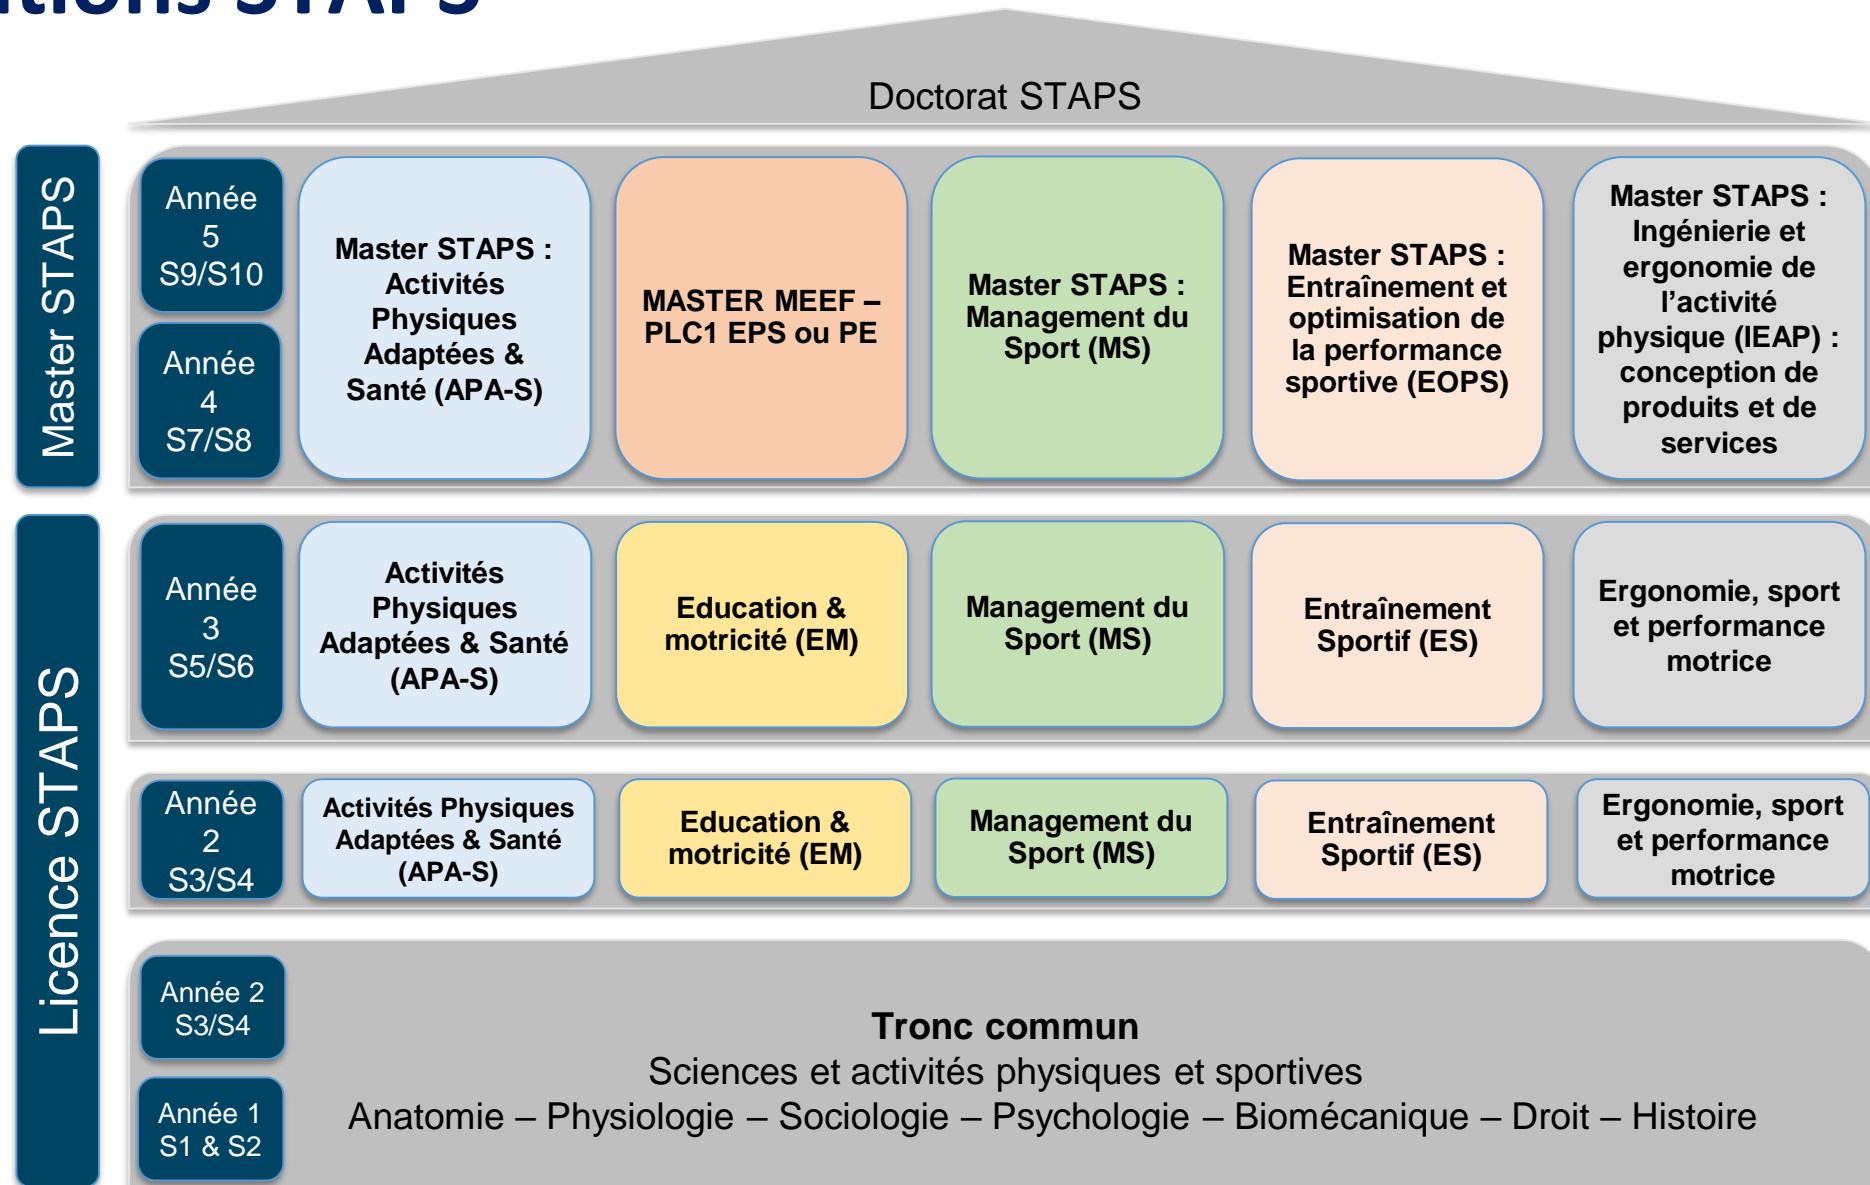 STAPS
Doctorat STAPS
Master STAPS
Année
5
S9/S10
Année
4
S7/S8
Master STAPS :
Activités
Physiques
Adaptées &
Santé (APA-S)
MASTER MEEF –
PLC1 EPS ou PE
Master STAPS :
Management du
Sport (MS)
Master STAPS :
Entraînement et
optimisation de
la performance
sportive (EOPS)
Master STAPS :
Ingénierie et
ergonomie de
l’activité
physique (IEAP) :
conception de
produits et de
services
Licence STAPS
Année
3
S5/S6
Activités
Physiques
Adaptées & Santé
(APA-S)
Education &
motricité (EM)
Management du
Sport (MS)
Entraînement
Sportif (ES)
Ergonomie, sport
et performance
motrice
Année
2
S3/S4
Activités Physiques
Adaptées & Santé
(APA-S)
Education &
motricité (EM)
Management du
Sport (MS)
Entraînement
Sportif (ES)
Ergonomie, sport
et performance
motrice
Année 2
S3/S4
Année 1
S1 & S2
Tronc commun
Sciences et activités physiques et sportives
Anatomie – Physiologie – Sociologie – Psychologie – Biomécanique – Droit – Histoire